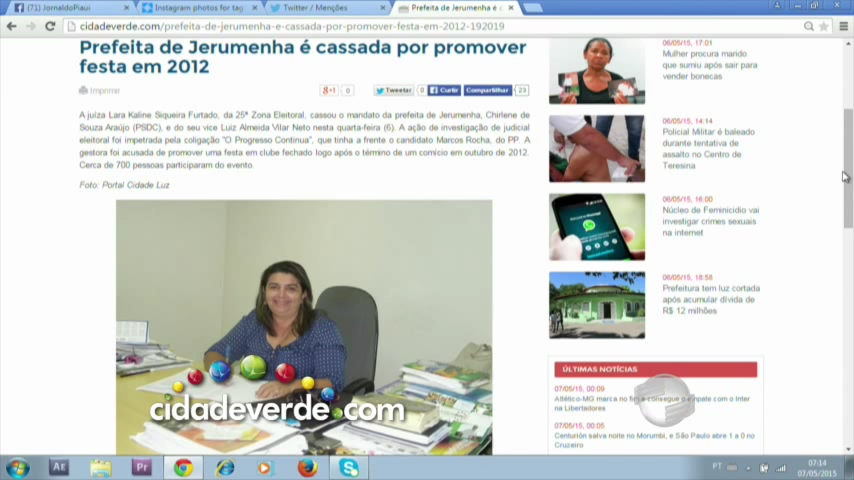 (71) JornaldoPiaui
Instagram photos for tag
Twitter / Menções
Prefeita de Jerumenha é c
cidadeverde.com/prefeita-de-jerumenha-e-cassada-por-promover-festa-em-2012-192019
Prefeita de Jerumenha é cassada por promover
festa em 2012
Imprimir
g+1 0
Tweetar 0
Curtir
Compartilhar 23
A juíza Lara Kaline Siqueira Furtado, da 25ª Zona Eleitoral, cassou o mandato da prefeita de Jerumenha, Chirlene de
Souza Araújo (PSDC), e do seu vice Luiz Almeida Vilar Neto nesta quarta-feira (6). A ação de investigação de judicial
eleitoral foi impetrada pela coligação "O Progresso Continua", que tinha a frente o candidato Marcos Rocha, do PP. A
gestora foi acusada de promover uma festa em clube fechado logo após o término de um comício em outubro de 2012.
Cerca de 700 pessoas participaram do evento.
Foto: Portal Cidade Luz
cidadeverde.com
06/05/15, 17:01
Mulher procura marido
que sumiu após sair para
vender bonecas
06/05/15, 14:14
Policial Militar é baleado
durante tentativa de
assalto no Centro de
Teresina
06/05/15, 16:00
Núcleo de Feminicídio vai
investigar crimes sexuais
na internet
06/05/15, 18:58
Prefeitura tem luz cortada
após acumular dívida de
R$ 12 milhões
ÚLTIMAS NOTÍCIAS
07/05/15, 00:09
Atlético-MG marca no fim e consegue o empate com o Inter
na Libertadores
07/05/15, 00:05
Centurión salva noite no Morumbi, e São Paulo abre 1 a 0 no
Cruzeiro
Ae
Pr
PT
07:14
07/05/2015